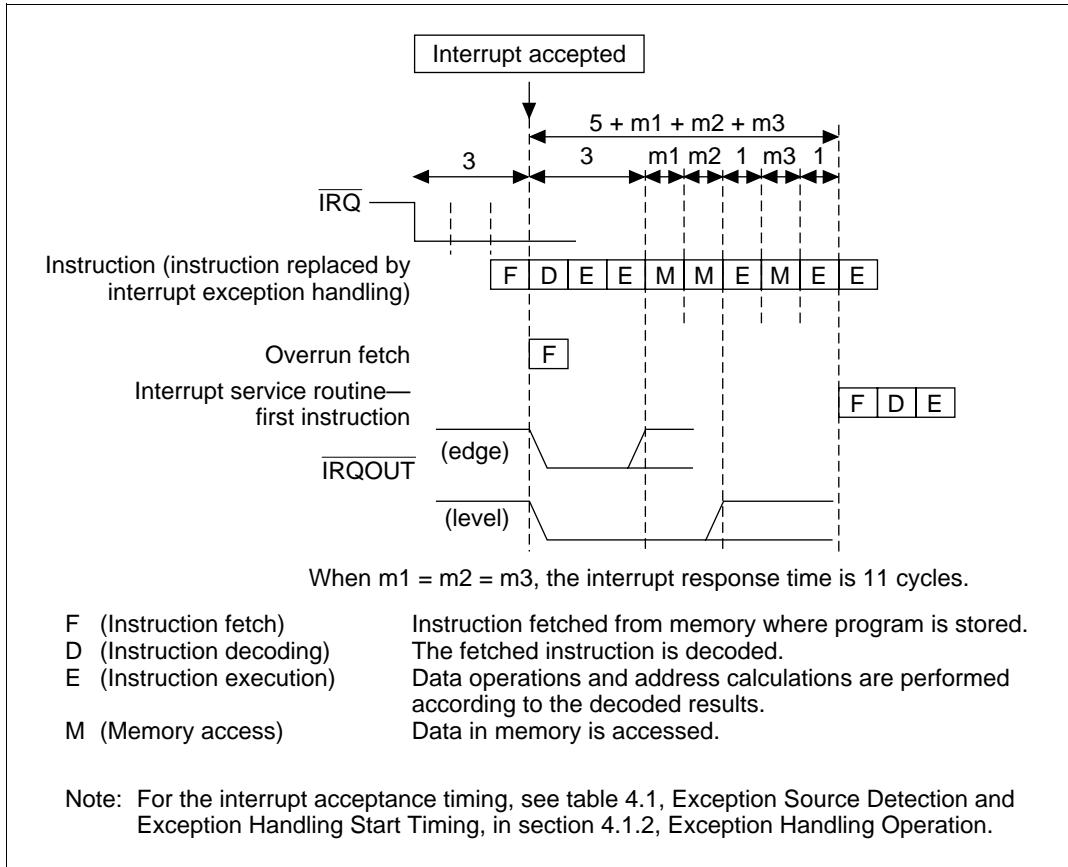 Interrupt accepted
5 + m1 + m2 + m3
3 3 m1 m2 1 m3 1
IRQ
Instruction (instruction replaced by
interrupt exception handling)
F D E E M M E M E E
Overrun fetch
F
Interrupt service routine—
first instruction
F D E
(edge)
IRQOUT
(level)
When m1 = m2 = m3, the interrupt response time is 11 cycles.
F (Instruction fetch) Instruction fetched from memory where program is stored.
D (Instruction decoding) The fetched instruction is decoded.
E (Instruction execution) Data operations and address calculations are performed
according to the decoded results.
M (Memory access) Data in memory is accessed.
Note: For the interrupt acceptance timing, see table 4.1, Exception Source Detection and
Exception Handling Start Timing, in section 4.1.2, Exception Handling Operation.